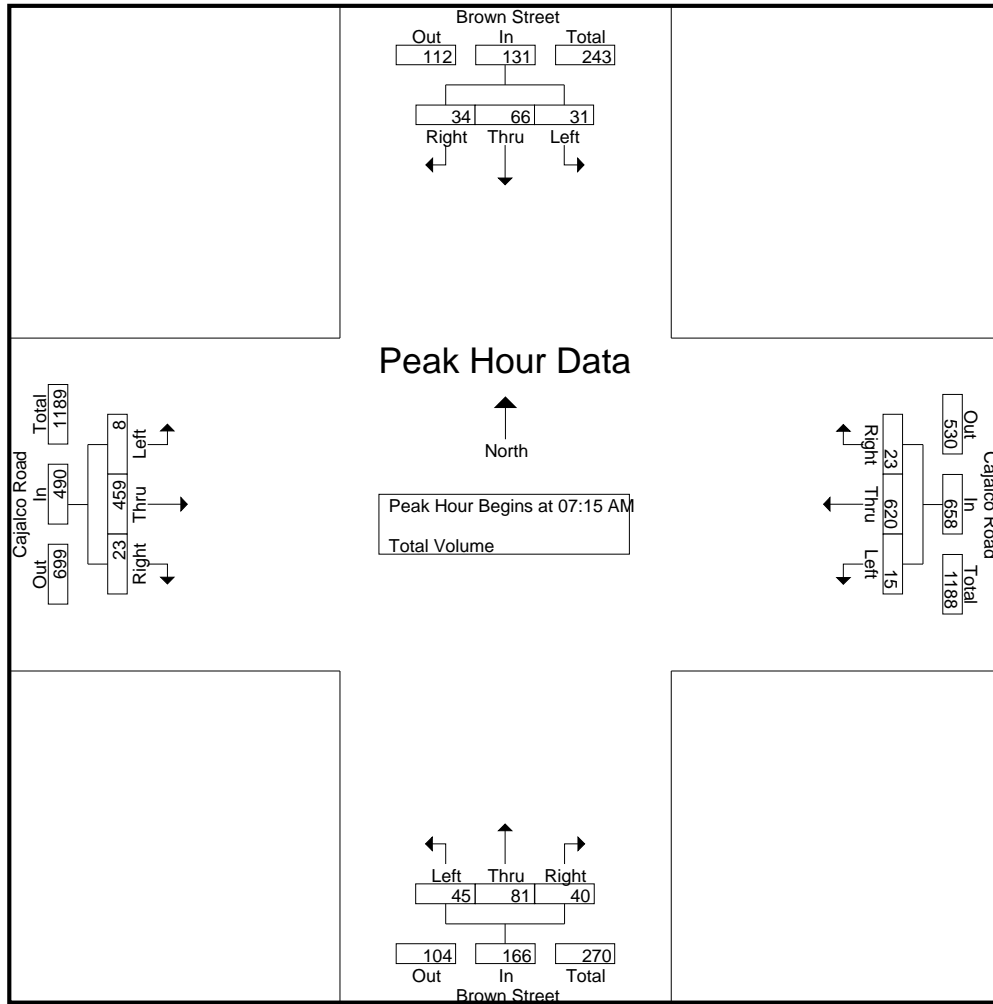 Brown Street
Out In Total
112 131 243
34 66 31
Right Thru Left
Peak Hour Data
North
Peak Hour Begins at 07:15 AM
Total Volume
Cajalco Road
Total In Out
1189 490 699
8 459 23
Left Thru Right
Cajalco Road
Out In Total
530 658 1188
23 620 15
Right Thru Left
Left Thru Right
45 81 40
104 166 270
Out In Total
Brown Street